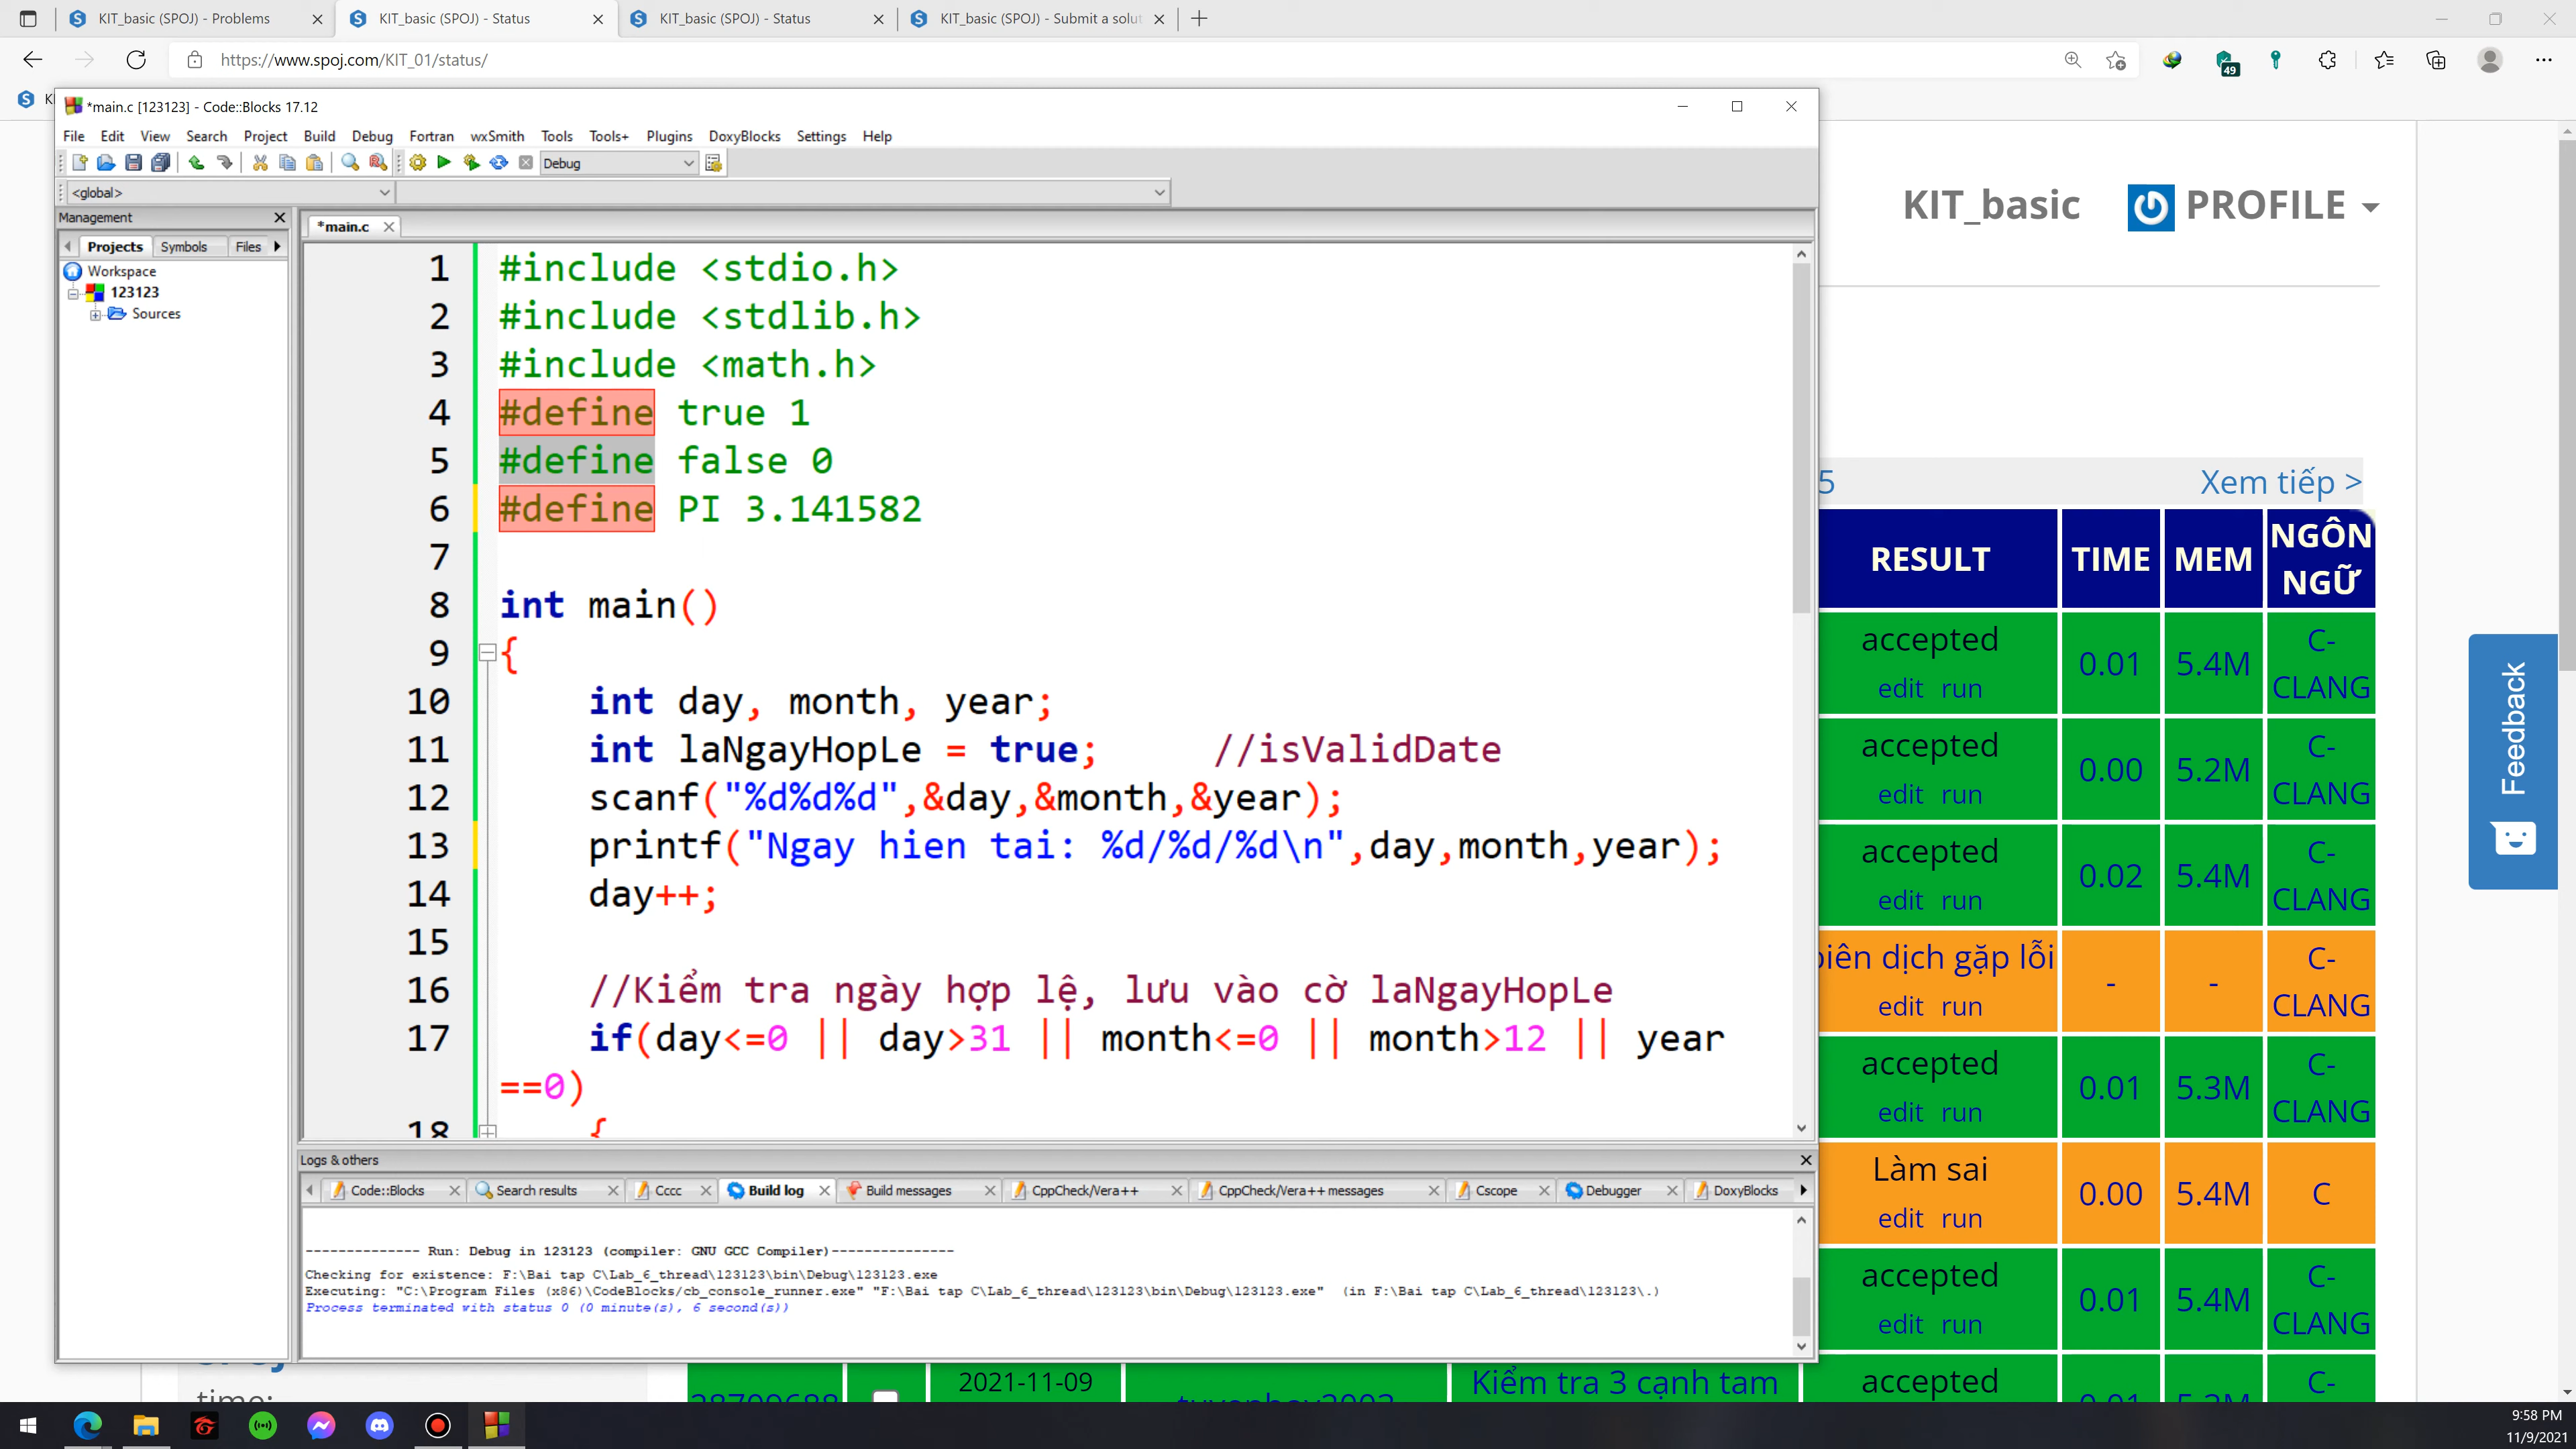 KIT_basic (SPOJ) - Problems
KIT_basic (SPOJ) - Status
KIT_basic (SPOJ) - Status
KIT_basic (SPOJ) - Submit a solut
https://www.spoj.com/KIT_01/status/
49
*main.c [123123] - Code::Blocks 17.12
File Edit View Search Project Build Debug Fortran wxSmith Tools Tools+ Plugins DoxyBlocks Settings Help
Debug
<global>
Management
Projects Symbols Files
Workspace
123123
Sources
*main.c
1 #include <stdio.h>
2 #include <stdlib.h>
3 #include <math.h>
4 #define true 1
5 #define false 0
6 #define PI 3.141582
7
8 int main()
9 {
10 int day, month, year;
11 int laNgayHopLe = true; //isValidDate
12 scanf("%d%d%d",&day,&month,&year);
13 printf("Ngay hien tai: %d/%d/%d\n",day,month,year);
14 day++;
15
16 //Kiểm tra ngày hợp lệ, lưu vào cờ laNgayHopLe
17 if(day<=0 || day>31 || month<=0 || month>12 || year
==0)
18 {
Logs & others
Code::Blocks Search results Cccc Build log Build messages CppCheck/Vera++ CppCheck/Vera++ messages Cscope Debugger DoxyBlocks
-------------- Run: Debug in 123123 (compiler: GNU GCC Compiler)---------------
Checking for existence: F:\Bai tap C\Lab_6_thread\123123\bin\Debug\123123.exe
Executing: "C:\Program Files (x86)\CodeBlocks/cb_console_runner.exe" "F:\Bai tap C\Lab_6_thread\123123\bin\Debug\123123.exe" (in F:\Bai tap C\Lab_6_thread\123123\.)
Process terminated with status 0 (0 minute(s), 6 second(s))
KIT_basic PROFILE
5 Xem tiếp >
RESULT TIME MEM NGÔN NGỮ
accepted
edit run
0.01 5.4M C-CLANG
accepted
edit run
0.00 5.2M C-CLANG
accepted
edit run
0.02 5.4M C-CLANG
biên dịch gặp lỗi
edit run
- - C-CLANG
accepted
edit run
0.01 5.3M C-CLANG
Làm sai
edit run
0.00 5.4M C
accepted
edit run
0.01 5.4M C-CLANG
2021-11-09
Kiểm tra 3 cạnh tam
accepted
C-
time:
Feedback
9:58 PM
11/9/2021